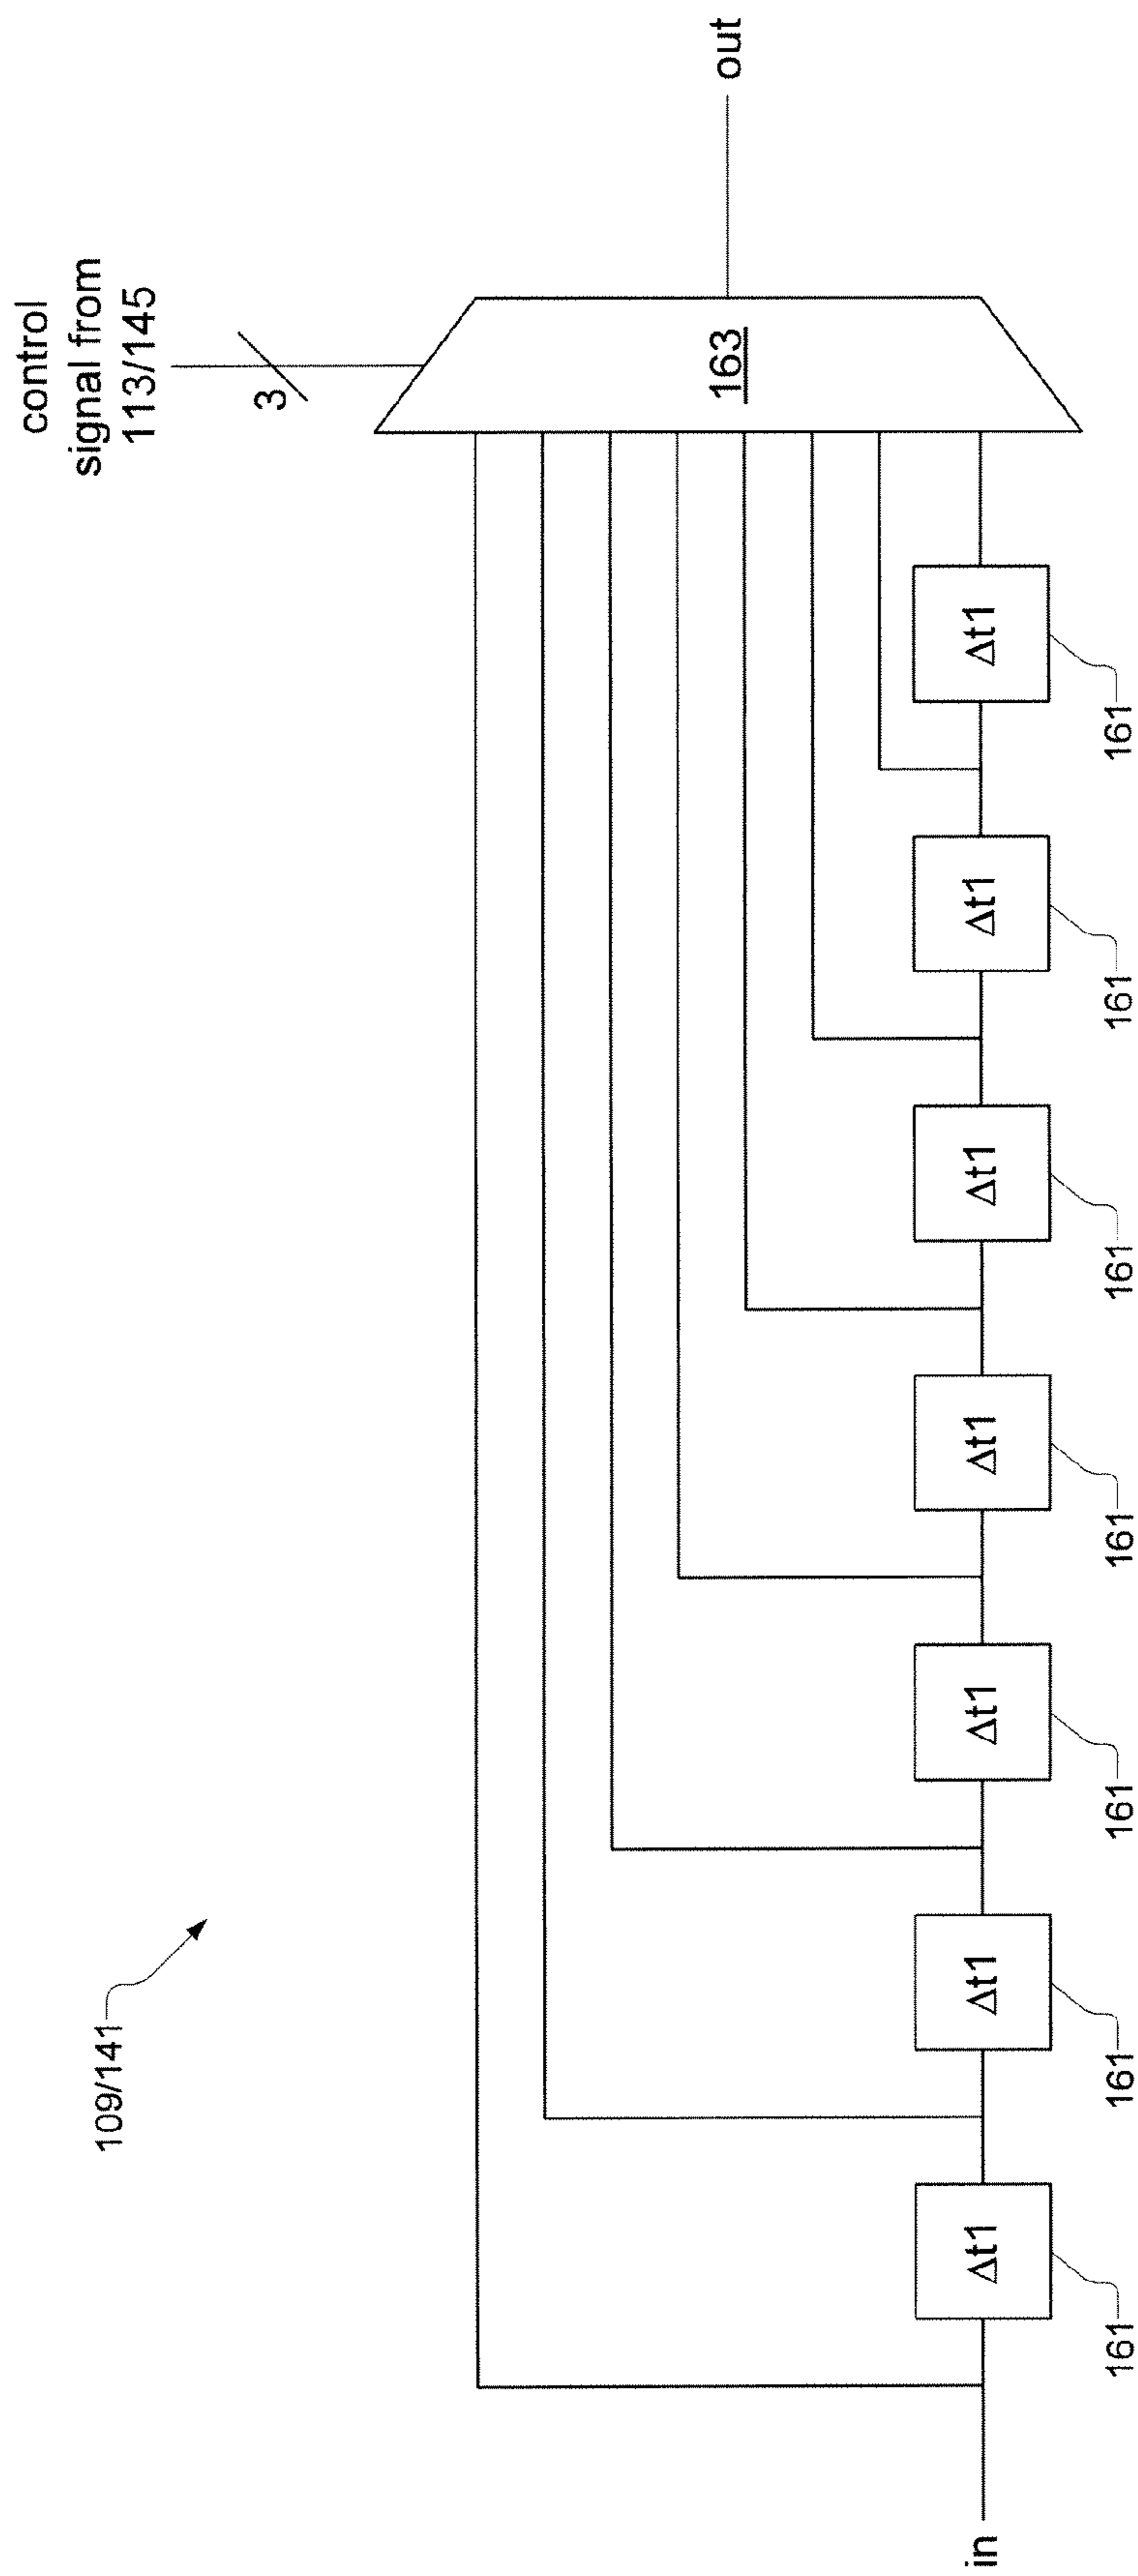 control
signal from
113/145
3
109/141
163
out
in
Δt1
Δt1
Δt1
Δt1
Δt1
Δt1
Δt1
161
161
161
161
161
161
161